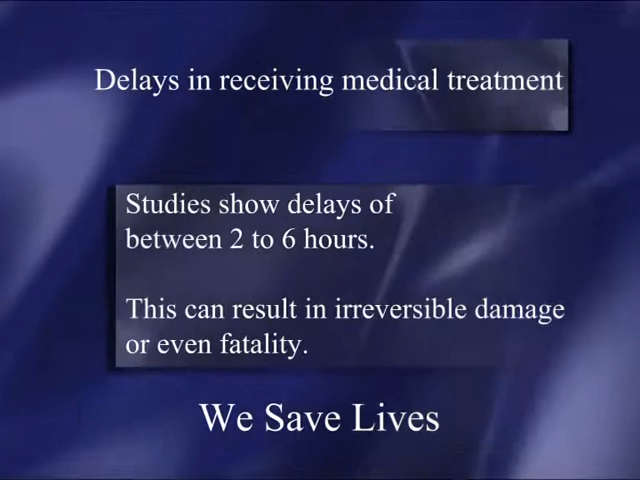 Delays in receiving medical treatment
Studies show delays of
between 2 to 6 hours.
This can result in irreversible damage
or even fatality.
We Save Lives